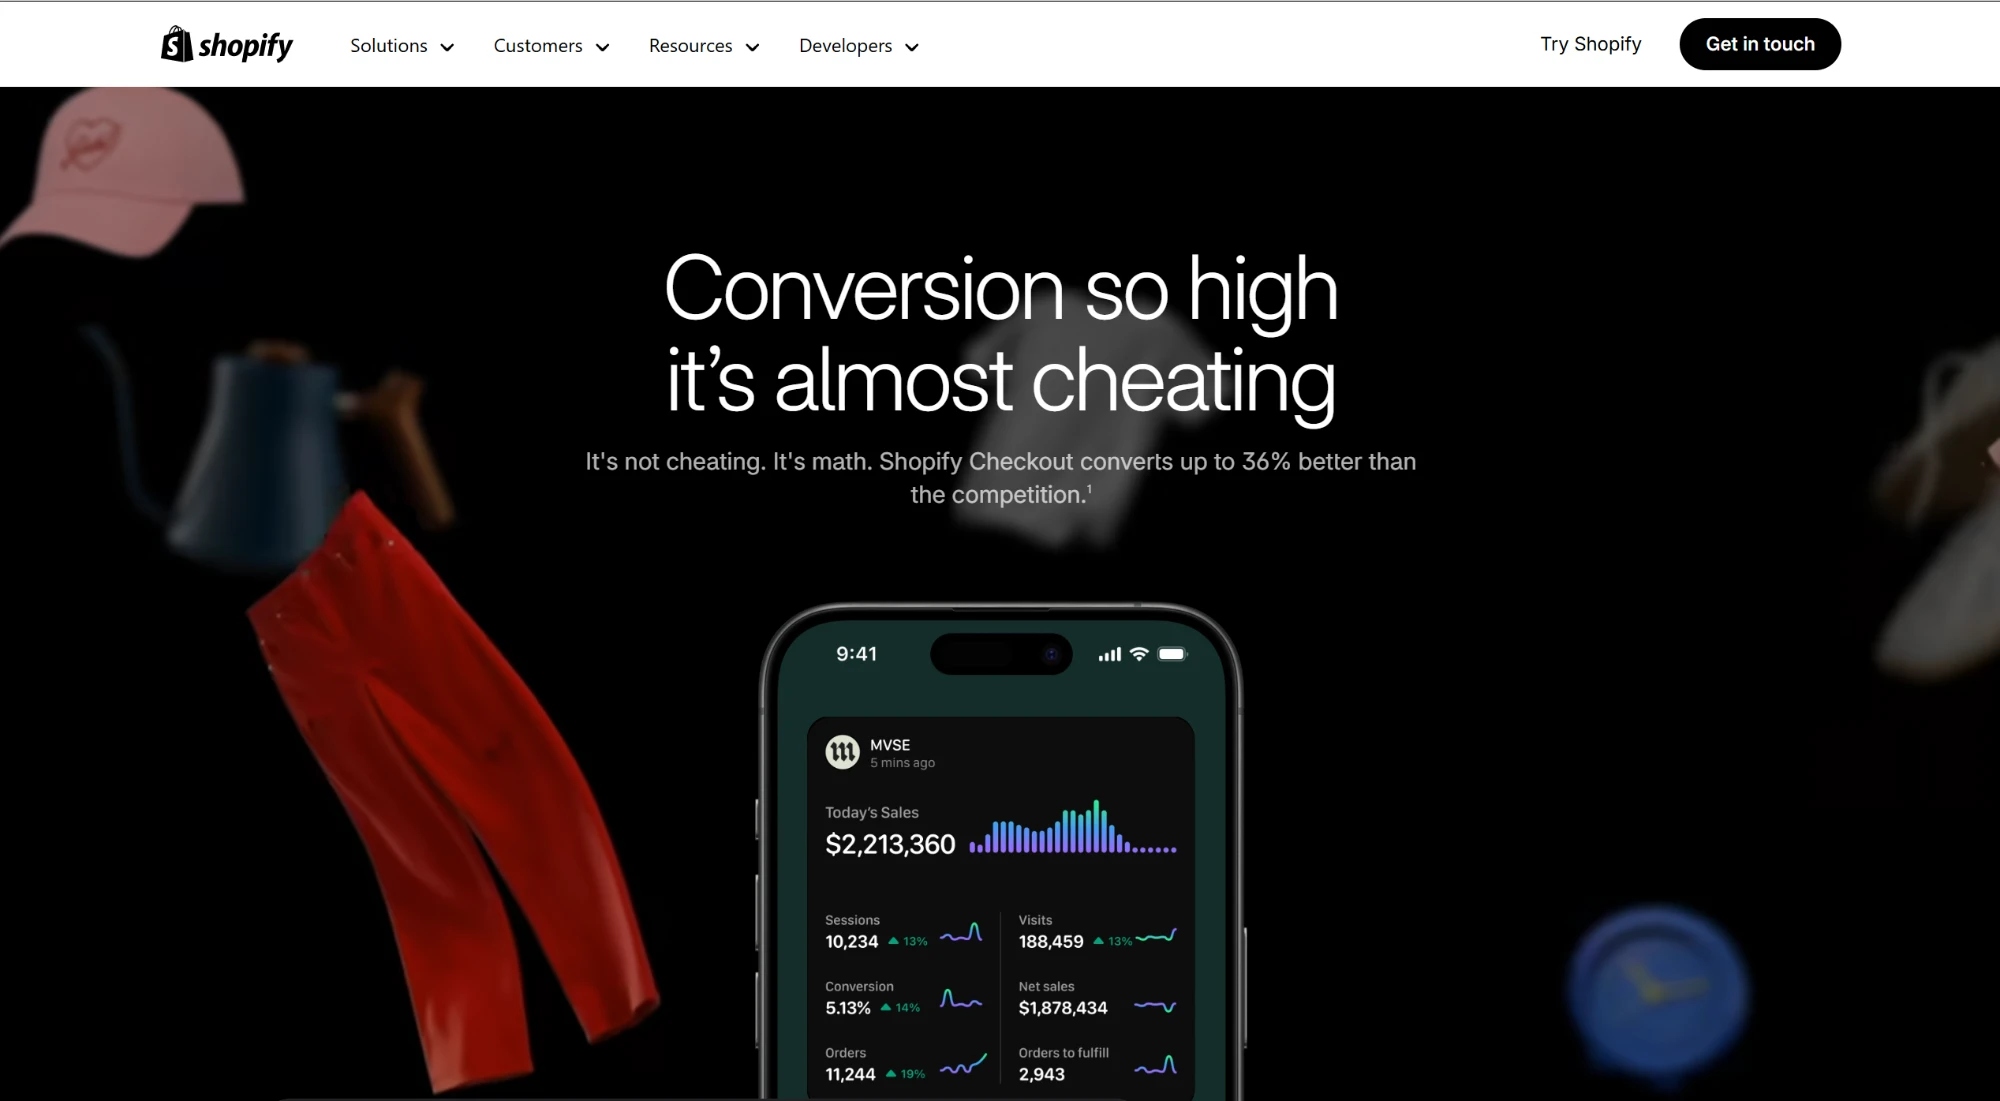 shopify
Solutions
Customers
Resources
Developers
Try Shopify
Get in touch
Conversion so high
it’s almost cheating
It's not cheating. It's math. Shopify Checkout converts up to 36% better than
the competition.¹
9:41
MVSE
5 mins ago
Today’s Sales
$2,213,360
Sessions
10,234 ▲ 13%
Visits
188,459 ▲ 13%
Conversion
5.13% ▲ 14%
Net sales
$1,878,434
Orders
11,244 ▲ 19%
Orders to fulfill
2,943